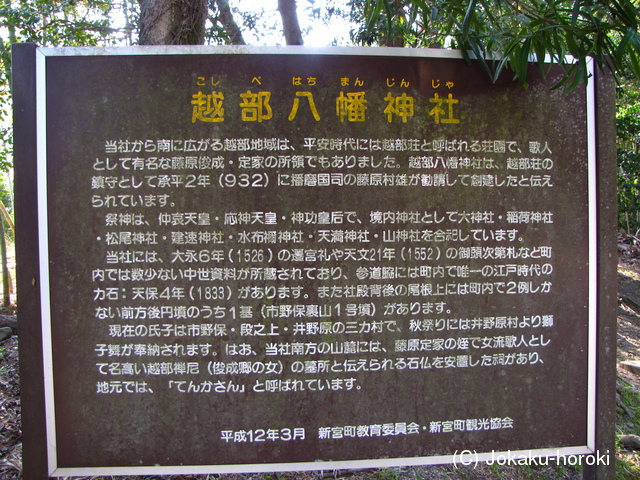 こしべはちまんじんじゃ
越部八幡神社
当社から南に広がる越部地域は、平安時代には越部荘と呼ばれる荘園で、歌人
として有名な藤原俊成・定家の所領でもありました。越部八幡神社は、越部荘の
鎮守として承平2年(932)に播磨国司の藤原村雄が勧請して創建したと伝え
られています。
祭神は、仲哀天皇・応神天皇・神功皇后で、境内神社として六神社・稲荷神社
・松尾神社・建速神社・水布禰神社・天満神社・山神社を合祀しています。
当社には、大永6年(1526)の運宮礼や天文21年(1552)の御頭次第札など町
内では数少ない中世資料が所蔵されており、参道脇には町内で唯一の江戸時代の
力石:天保4年(1833)があります。また社殿背後の尾根上には町内で2例しか
ない前方後円墳のうち1基(市野保裏山1号墳)があります。
現在の氏子は市野保・段之上・井野原の三カ村で、秋祭りには井野原村より獅
子舞が奉納されます。はお、当社南方の山麓には、藤原定家の姪で女流歌人とし
て名高い越部禅尼(俊成卿の女)の墓所と伝えられる石仏を安置した祠があり、
地元では、「てんかさん」と呼ばれています。
平成12年3月 新宮町教育委員会・新宮町観光協会
(C) Jokaku-horoki